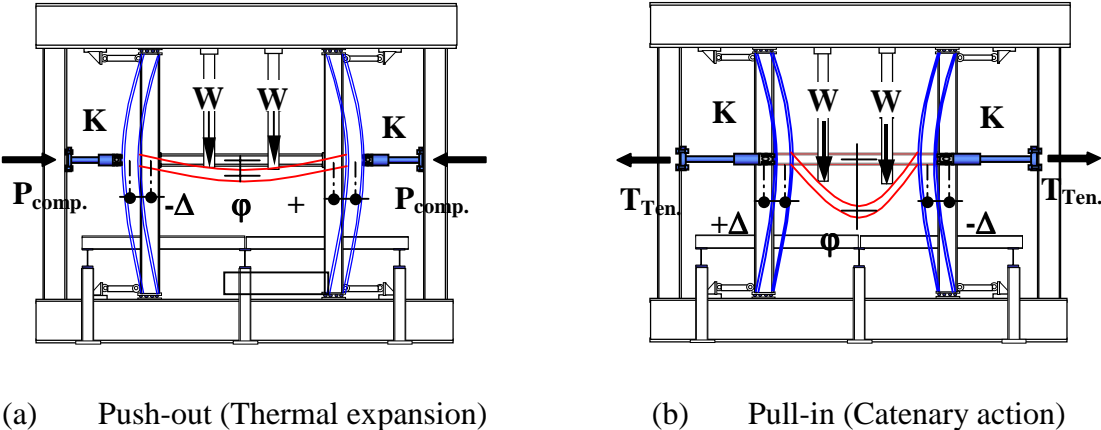 W W
K K
P comp. P comp.
-Δ φ +
(a) Push-out (Thermal expansion)
W W
K K
T Ten. T Ten.
+Δ φ -Δ
(b) Pull-in (Catenary action)